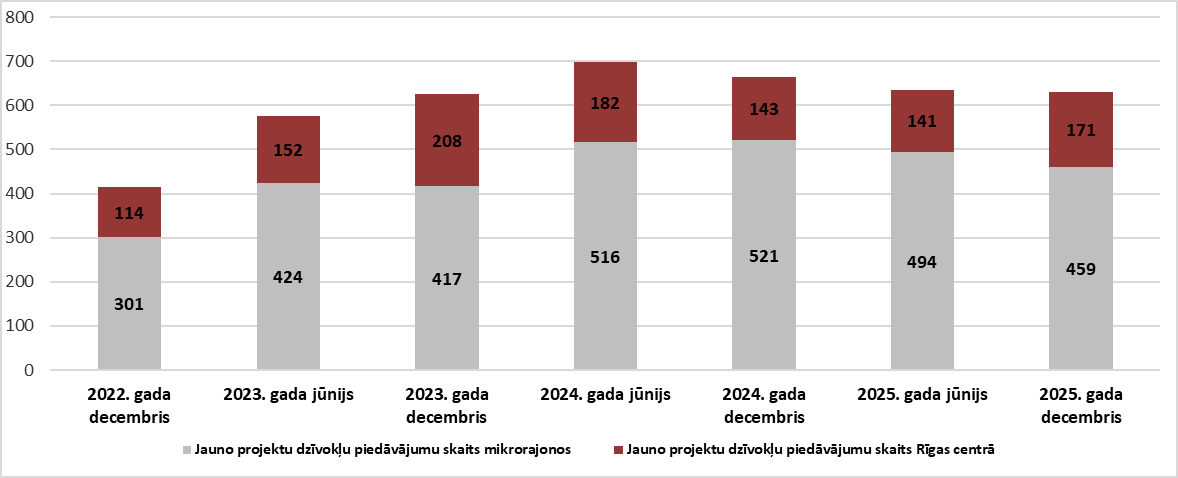 800
700
600
500
400
300
200
100
0
114
301
152
424
208
417
182
516
143
521
141
494
171
459
2022. gada
decembris
2023. gada jūnijs
2023. gada
decembris
2024. gada jūnijs
2024. gada
decembris
2025. gada jūnijs
2025. gada
decembris
Jauno projektu dzīvokļu piedāvājumu skaits mikrorajonos
Jauno projektu dzīvokļu piedāvājumu skaits Rīgas centrā